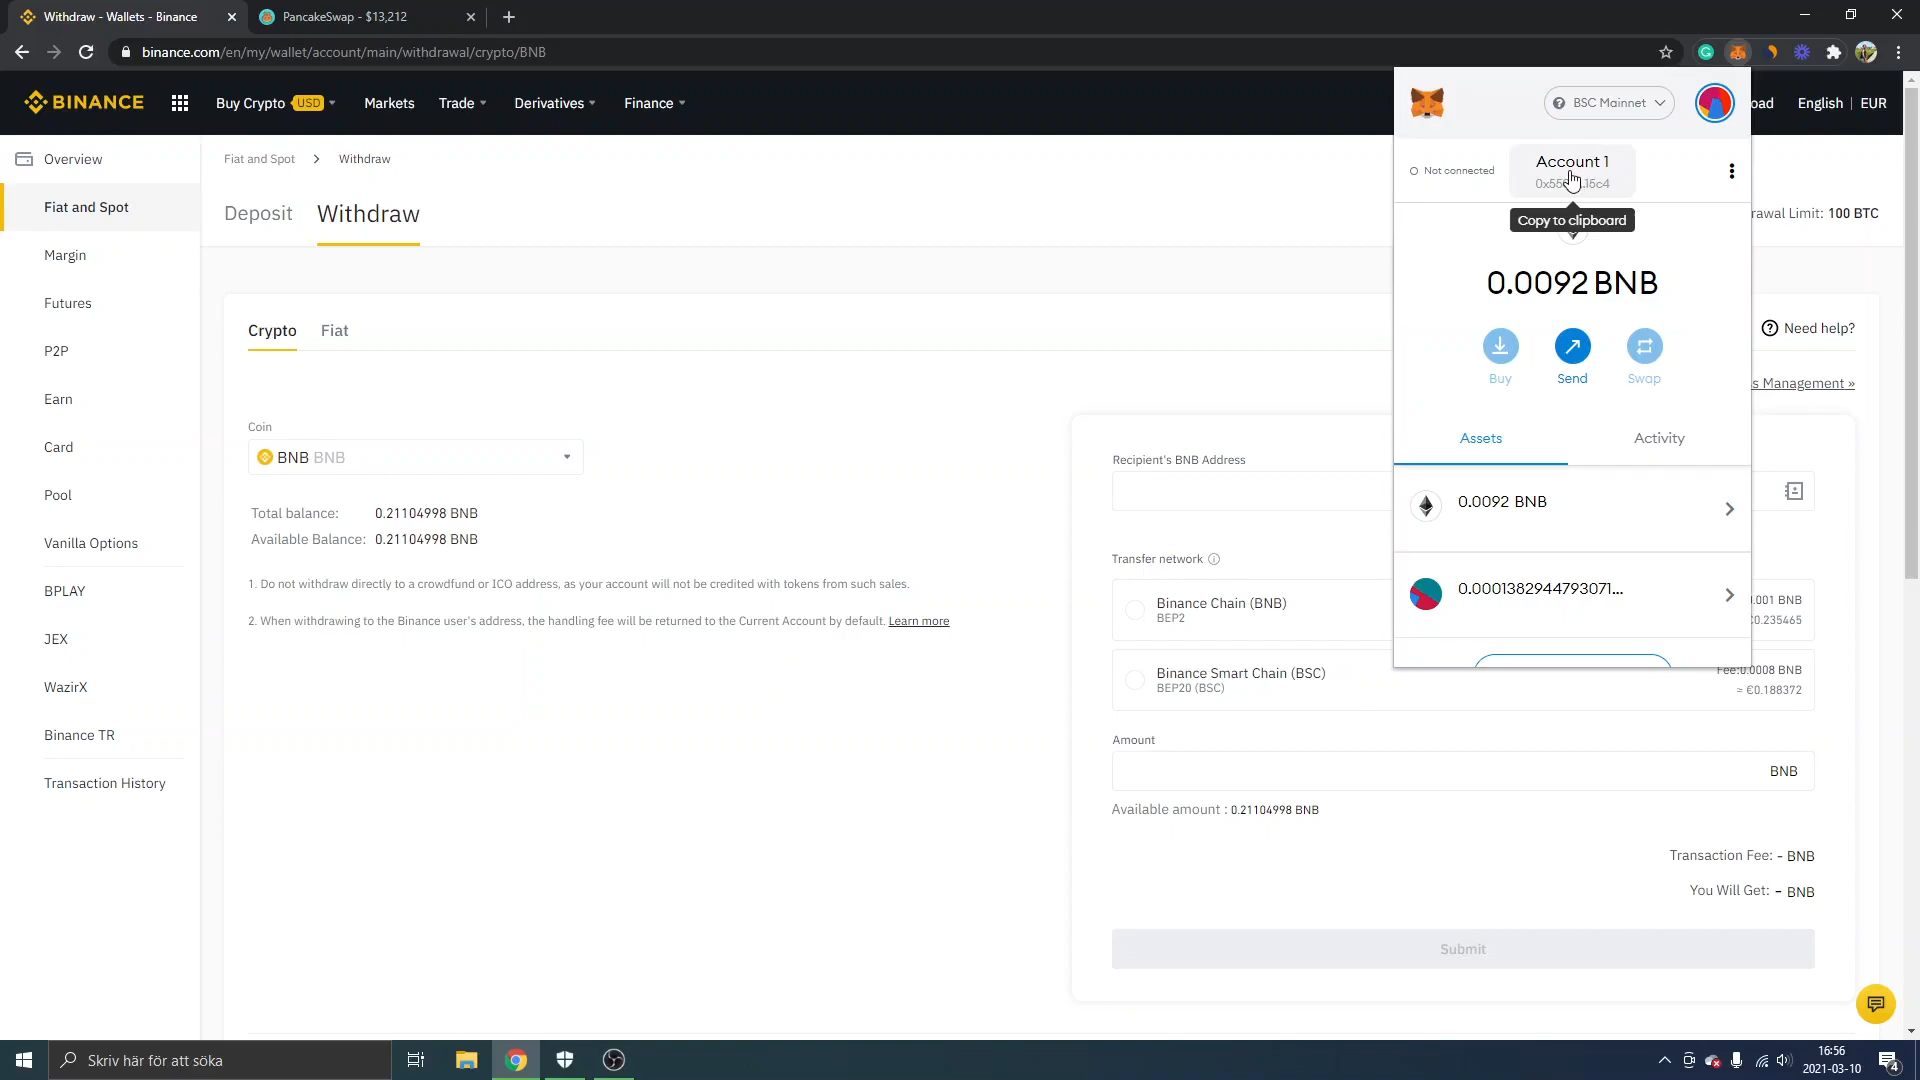 Withdraw - Wallets - Binance
PancakeSwap - $13,212
binance.com/en/my/wallet/account/main/withdrawal/crypto/BNB
BINANCE
Buy Crypto USD
Markets
Trade
Derivatives
Finance
English
EUR
BSC Mainnet
Overview
Fiat and Spot
Margin
Futures
P2P
Earn
Card
Pool
Vanilla Options
BPLAY
JEX
WazirX
Binance TR
Transaction History
Fiat and Spot
Withdraw
Deposit
Withdraw
100 BTC
Crypto
Fiat
Need help?
Management »
Coin
BNB BNB
Total balance: 0.21104998 BNB
Available Balance: 0.21104998 BNB
1. Do not withdraw directly to a crowdfund or ICO address, as your account will not be credited with tokens from such sales.
2. When withdrawing to the Binance user's address, the handling fee will be returned to the Current Account by default. Learn more
Recipient's BNB Address
Transfer network
Binance Chain (BNB)
BEP2
Binance Smart Chain (BSC)
BEP20 (BSC)
Fee:0.0008 BNB
≈ €0.188372
Amount
BNB
Available amount : 0.21104998 BNB
Transaction Fee: - BNB
You Will Get: - BNB
Submit
Not connected
Account 1
Copy to clipboard
0.0092 BNB
Buy
Send
Swap
Assets
Activity
0.0092 BNB
0.0001382944793071...
Skriv här för att söka
16:56
2021-03-10
4